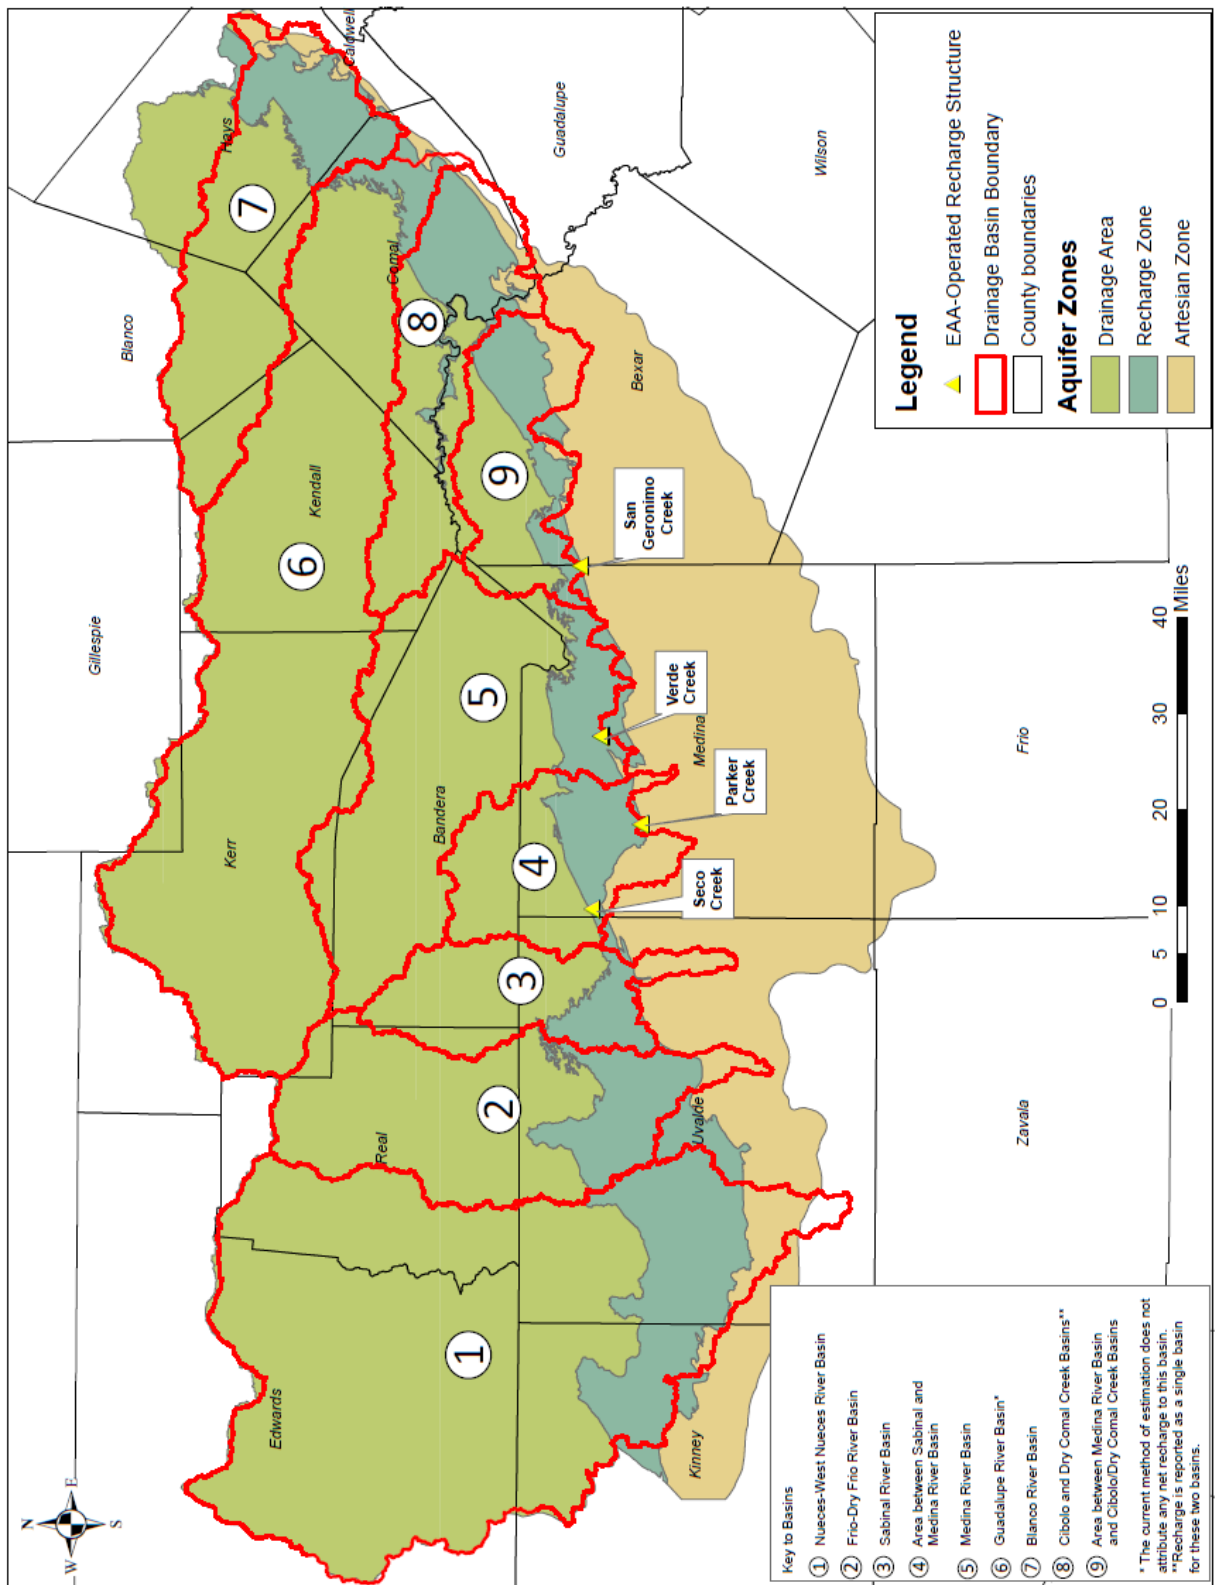 N
W
E
S
Edwards
Kinney
Real
Uvalde
Zavala
Kerr
Bandera
Medina
Frio
Gillespie
Kendall
Blanco
Hays
Comal
Caldwell
Guadalupe
Bexar
Wilson
1
2
3
4
5
6
7
8
9
Seco
Creek
Parker
Creek
Verde
Creek
San
Geronimo
Creek
0 5 10 20 30 40
Miles
Key to Basins
1 Nueces-West Nueces River Basin
2 Frio-Dry Frio River Basin
3 Sabinal River Basin
4 Area between Sabinal and
Medina River Basin
5 Medina River Basin
6 Guadalupe River Basin*
7 Blanco River Basin
8 Cibolo and Dry Comal Creek Basins**
9 Area between Medina River Basin
and Cibolo/Dry Comal Creek Basins
* The current method of estimation does not
attribute any net recharge to this basin.
**Recharge is reported as a single basin
for these two basins.
Legend
EAA-Operated Recharge Structure
Drainage Basin Boundary
County boundaries
Aquifer Zones
Drainage Area
Recharge Zone
Artesian Zone